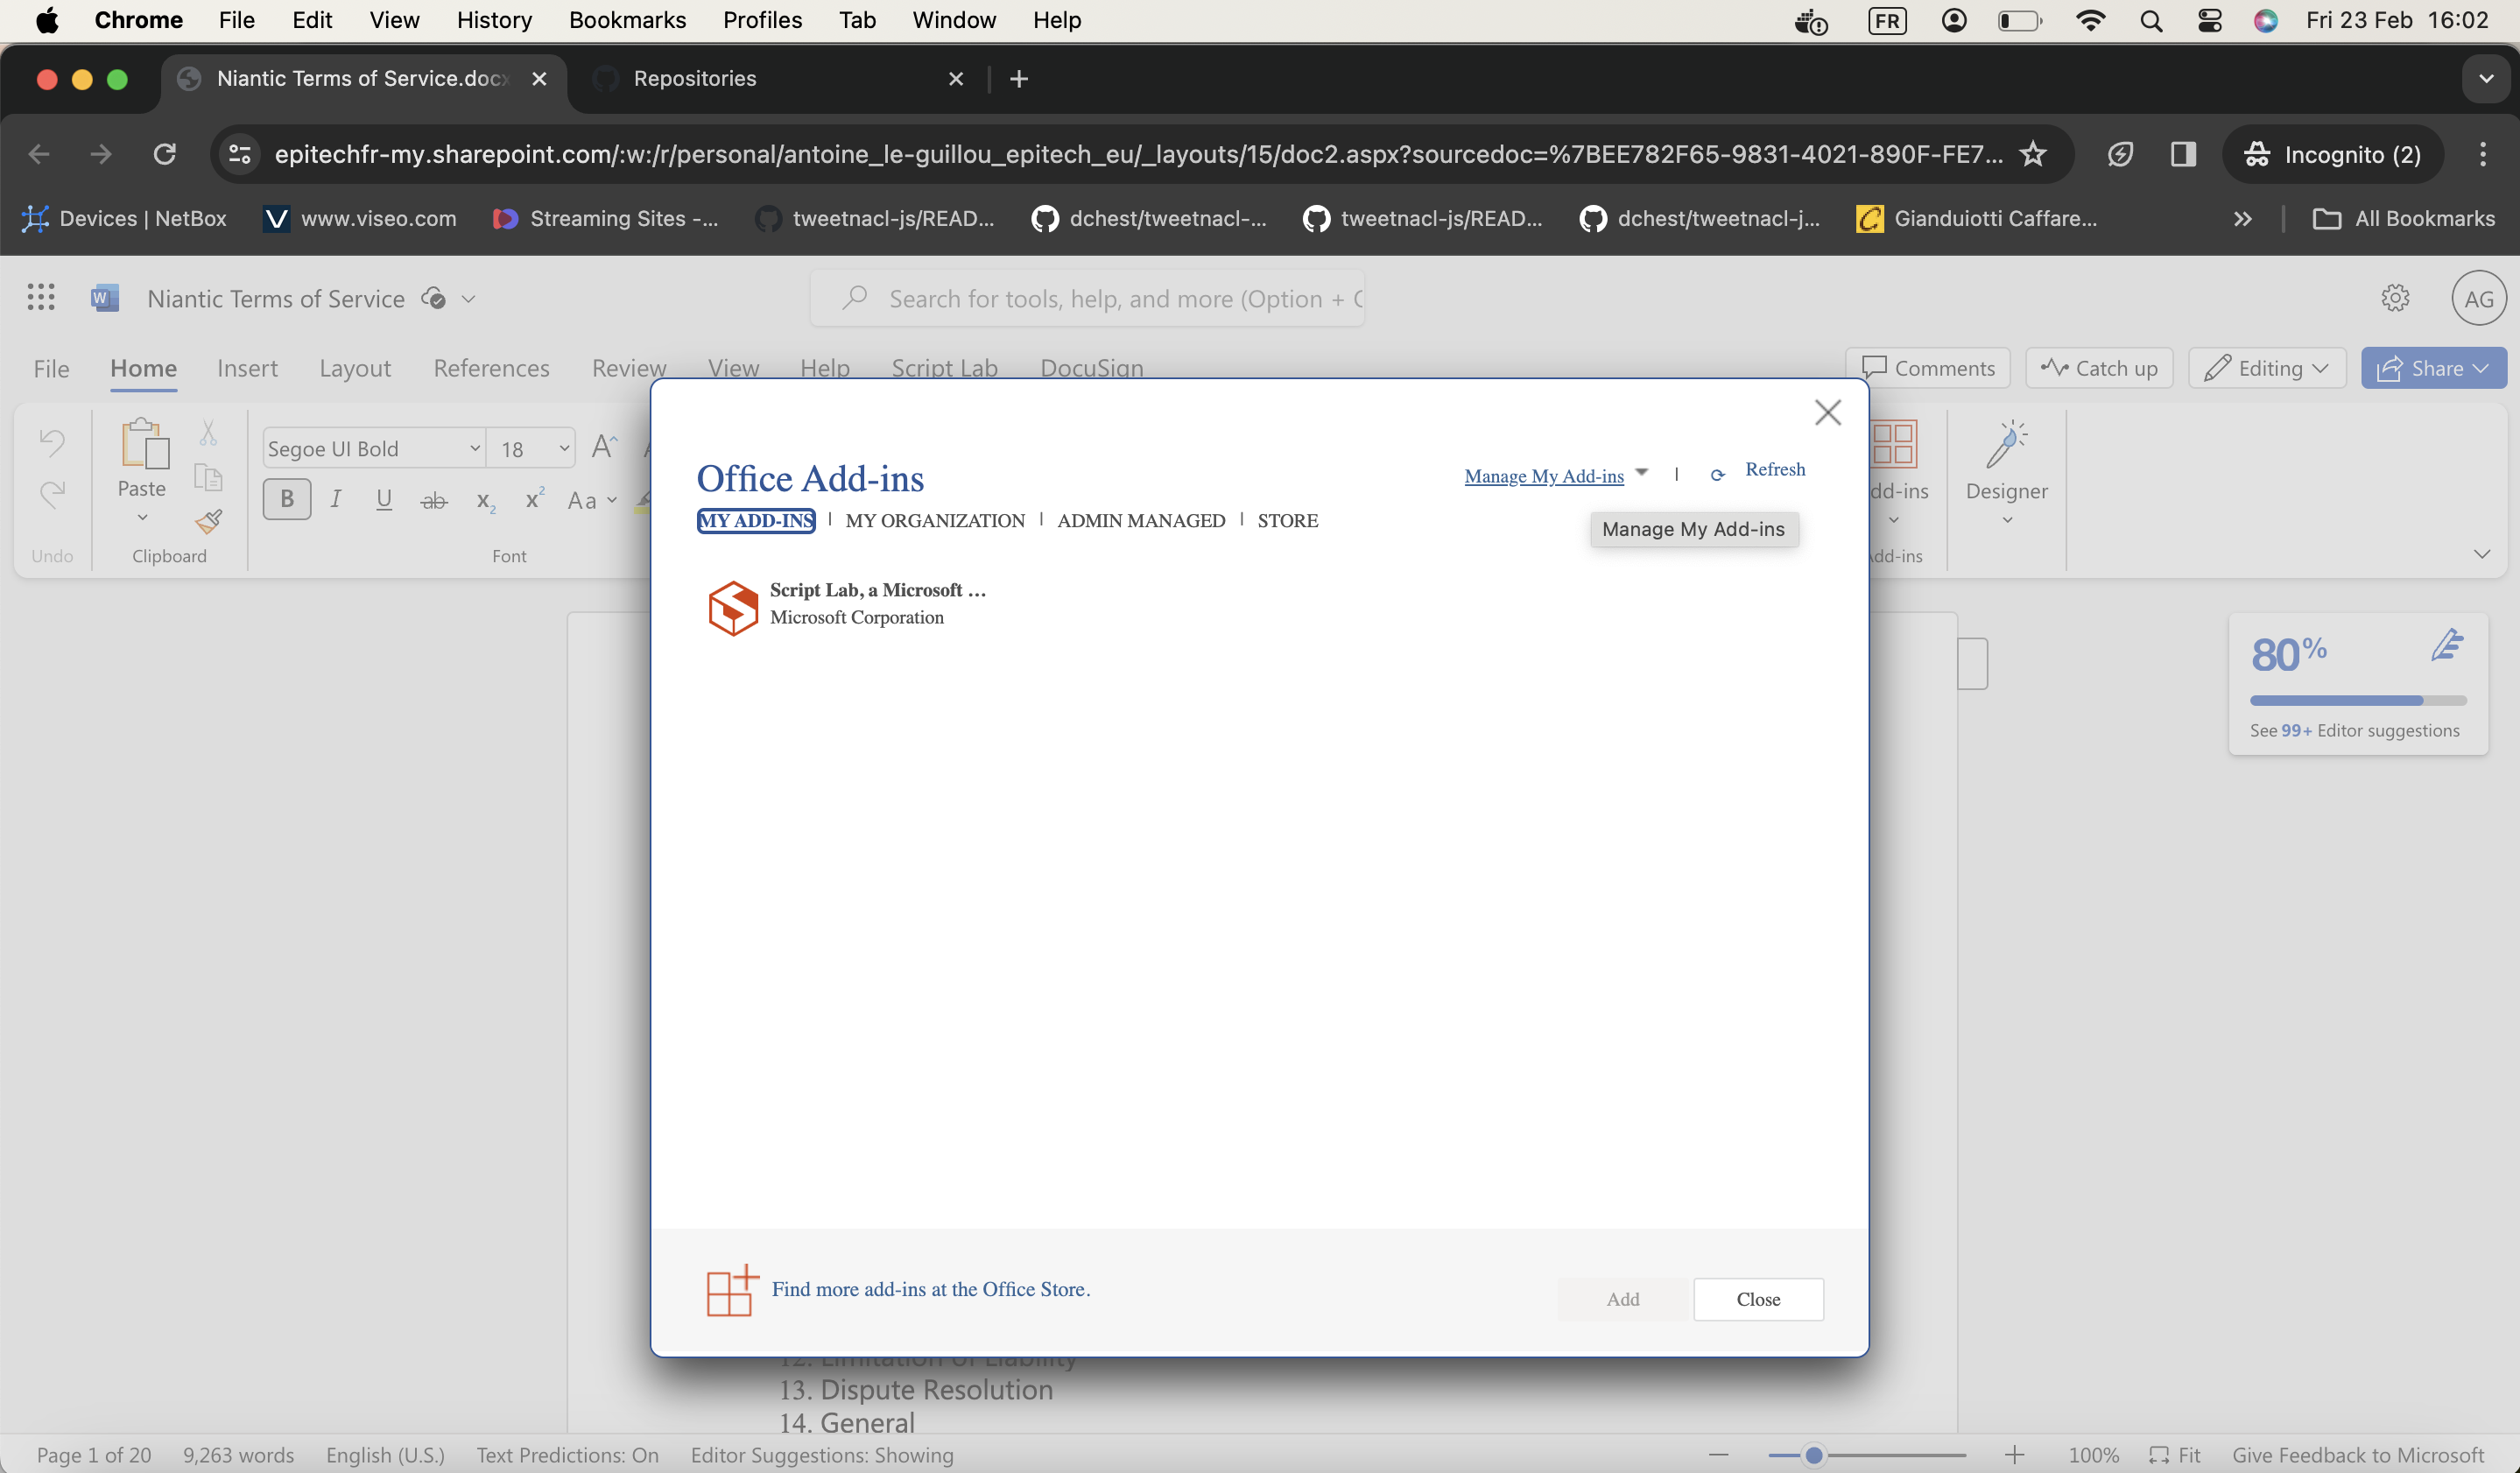 Chrome File Edit View History Bookmarks Profiles Tab Window Help FR Fri 23 Feb 16:02
Niantic Terms of Service.docx Repositories
epitechfr-my.sharepoint.com/:w:/r/personal/antoine_le-guillou_epitech_eu/_layouts/15/doc2.aspx?sourcedoc=%7BEE782F65-9831-4021-890F-FE7... Incognito (2)
Devices | NetBox www.viseo.com Streaming Sites -... tweetnacl-js/READ... dchest/tweetnacl-... tweetnacl-js/READ... dchest/tweetnacl-j... Gianduiotti Caffare... » All Bookmarks
Niantic Terms of Service Search for tools, help, and more (Option + AG
File Home Insert Layout References Review View Help Script Lab DocuSign Comments Catch up Editing Share
Segoe UI Bold 18 A
Paste B I U ab x2 x2 Aa dd-ins Designer
Undo Clipboard Font dd-ins
Office Add-ins Manage My Add-ins | Refresh
MY ADD-INS | MY ORGANIZATION | ADMIN MANAGED | STORE
Manage My Add-ins
Script Lab, a Microsoft ...
Microsoft Corporation
80%
See 99+ Editor suggestions
Find more add-ins at the Office Store.
Add Close
12. Limitation of Liability
13. Dispute Resolution
14. General
Page 1 of 20 9,263 words English (U.S.) Text Predictions: On Editor Suggestions: Showing 100% Fit Give Feedback to Microsoft